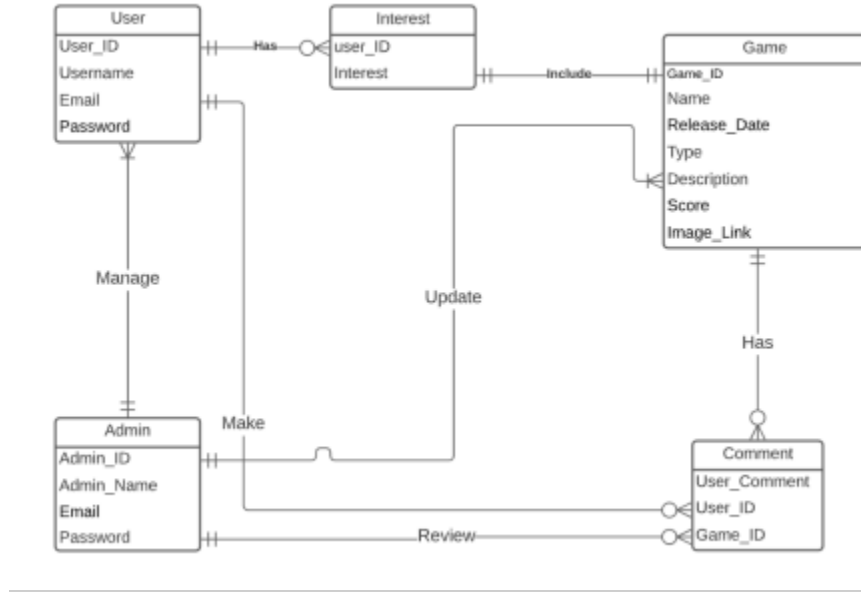 User
User_ID
Username
Email
Password
Has
Interest
user_ID
Interest
Include
Game
Game_ID
Name
Release_Date
Type
Description
Score
Image_Link
Manage
Update
Has
Make
Admin
Admin_ID
Admin_Name
Email
Password
Review
Comment
User_Comment
User_ID
Game_ID